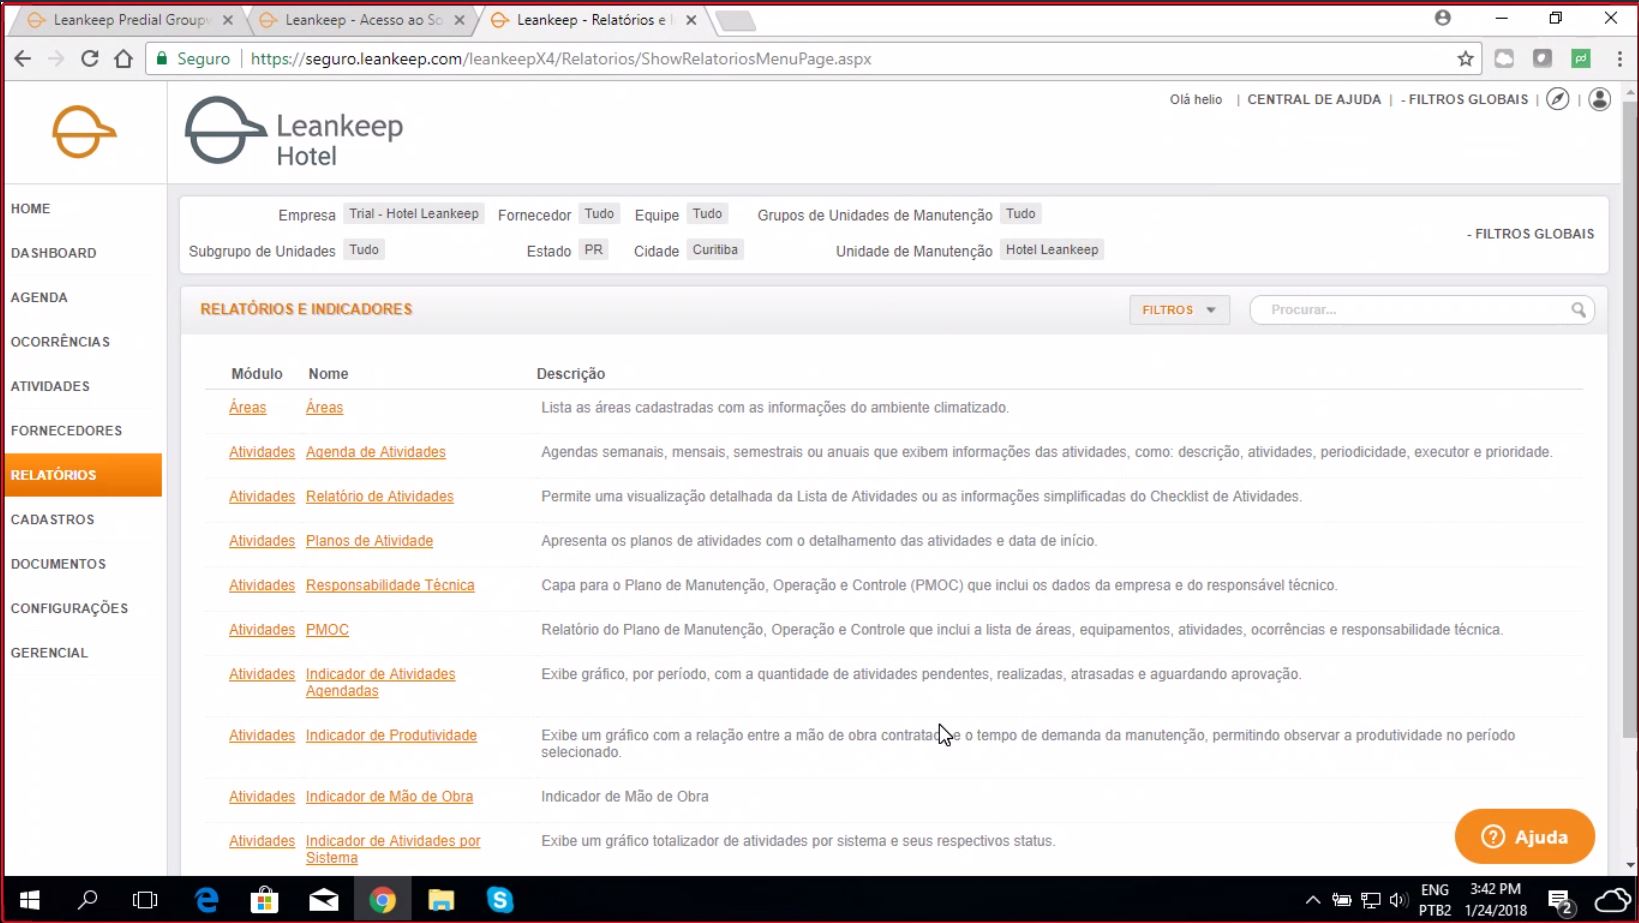 Leankeep Predial Group
Leankeep - Acesso ao So
Leankeep - Relatórios e I
Seguro
https://seguro.leankeep.com/leankeepX4/Relatorios/ShowRelatoriosMenuPage.aspx
Leankeep
Hotel
Olá helio | CENTRAL DE AJUDA | - FILTROS GLOBAIS |
HOME
DASHBOARD
AGENDA
OCORRÊNCIAS
ATIVIDADES
FORNECEDORES
RELATÓRIOS
CADASTROS
DOCUMENTOS
CONFIGURAÇÕES
GERENCIAL
Empresa Trial - Hotel Leankeep Fornecedor Tudo Equipe Tudo Grupos de Unidades de Manutenção Tudo
Subgrupo de Unidades Tudo Estado PR Cidade Curitiba Unidade de Manutenção Hotel Leankeep
- FILTROS GLOBAIS
RELATÓRIOS E INDICADORES
FILTROS
Procurar...
Módulo Nome Descrição
Áreas Áreas Lista as áreas cadastradas com as informações do ambiente climatizado.
Atividades Agenda de Atividades Agendas semanais, mensais, semestrais ou anuais que exibem informações das atividades, como: descrição, atividades, periodicidade, executor e prioridade.
Atividades Relatório de Atividades Permite uma visualização detalhada da Lista de Atividades ou as informações simplificadas do Checklist de Atividades.
Atividades Planos de Atividade Apresenta os planos de atividades com o detalhamento das atividades e data de início.
Atividades Responsabilidade Técnica Capa para o Plano de Manutenção, Operação e Controle (PMOC) que inclui os dados da empresa e do responsável técnico.
Atividades PMOC Relatório do Plano de Manutenção, Operação e Controle que inclui a lista de áreas, equipamentos, atividades, ocorrências e responsabilidade técnica.
Atividades Indicador de Atividades Exibe gráfico, por período, com a quantidade de atividades pendentes, realizadas, atrasadas e aguardando aprovação.
Agendadas
Atividades Indicador de Produtividade Exibe um gráfico com a relação entre a mão de obra contratad e o tempo de demanda da manutenção, permitindo observar a produtividade no período
selecionado.
Atividades Indicador de Mão de Obra Indicador de Mão de Obra
Atividades Indicador de Atividades por Exibe um gráfico totalizador de atividades por sistema e seus respectivos status.
Sistema
Ajuda
ENG 3:42 PM
PTB2 1/24/2018 2